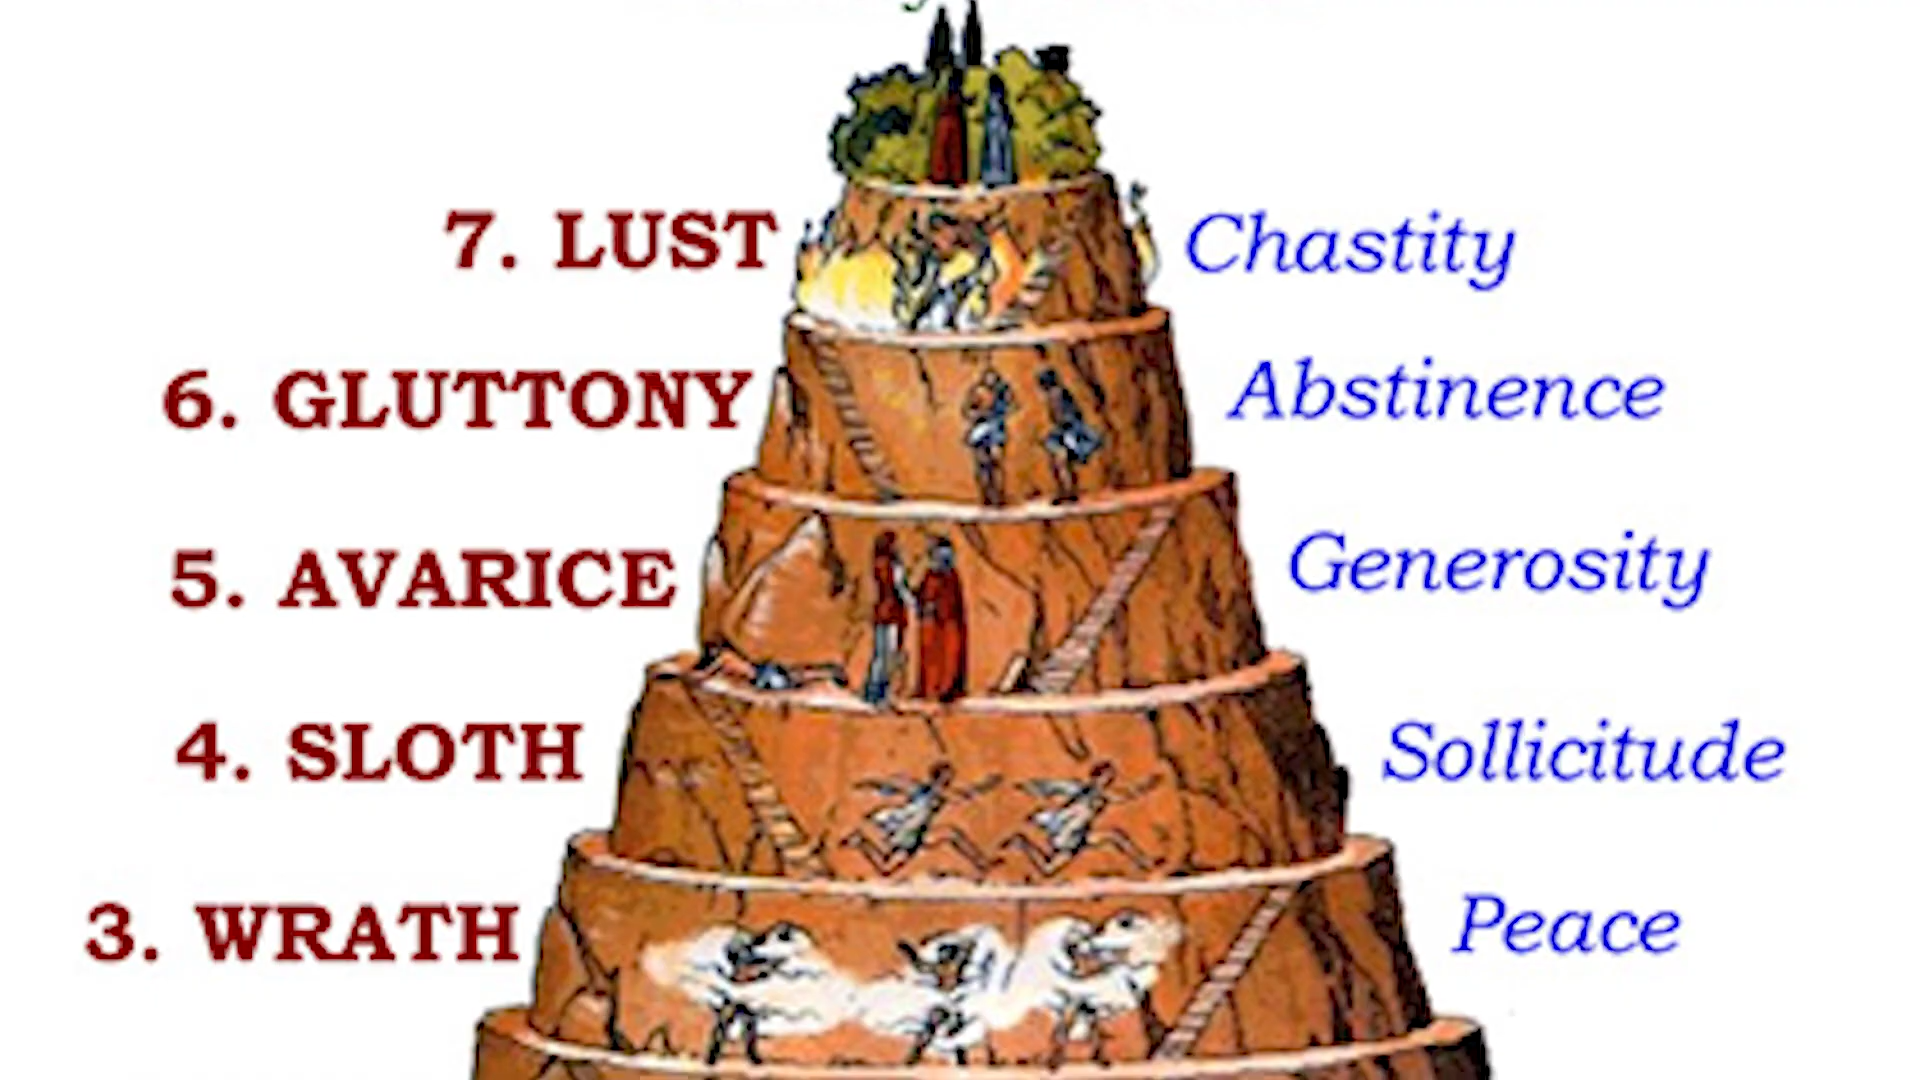 7. LUST
Chastity
6. GLUTTONY
Abstinence
5. AVARICE
Generosity
4. SLOTH
Sollicitude
3. WRATH
Peace